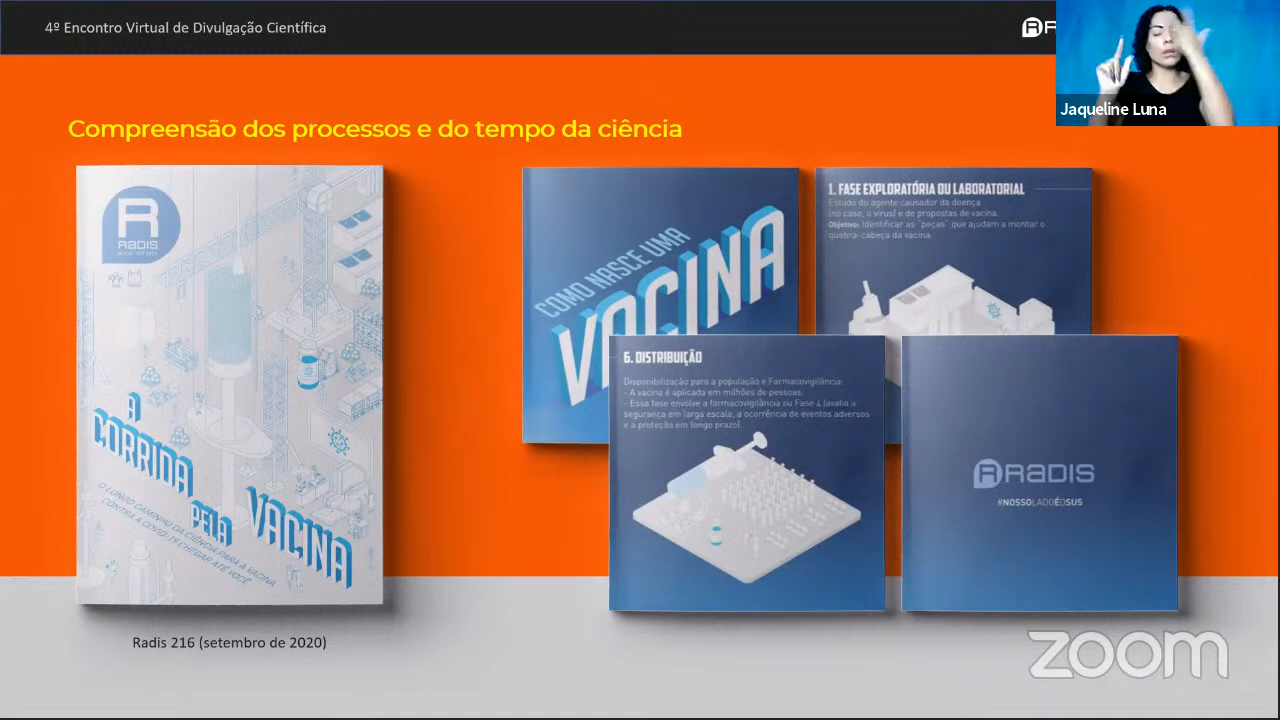 4º Encontro Virtual de Divulgação Científica
Jaqueline Luna
Compreensão dos processos e do tempo da ciência
R
RADIS
A
CORRIDA
PELA
VACINA
O LONGO CAMINHO DA CIÊNCIA PARA A VACINA
CONTRA A COVID-19 CHEGAR ATÉ VOCÊ
Radis 216 (setembro de 2020)
COMO NASCE UMA
VACINA
1. FASE EXPLORATÓRIA OU LABORATORIAL
Estudo do agente causador da doença
(no caso, o vírus) e de propostas de vacina.
Objetivo: Identificar as "peças" que ajudam a montar o
quebra-cabeça da vacina.
6. DISTRIBUIÇÃO
Disponibilização para a população e Farmacovigilância:
- A vacina é aplicada em milhões de pessoas.
- Essa fase envolve a farmacovigilância ou Fase 4 (avalia a
segurança em larga escala, a ocorrência de eventos adversos
e a proteção em longo prazo).
RADIS
#NOSSOLADOÉOSUS
zoom